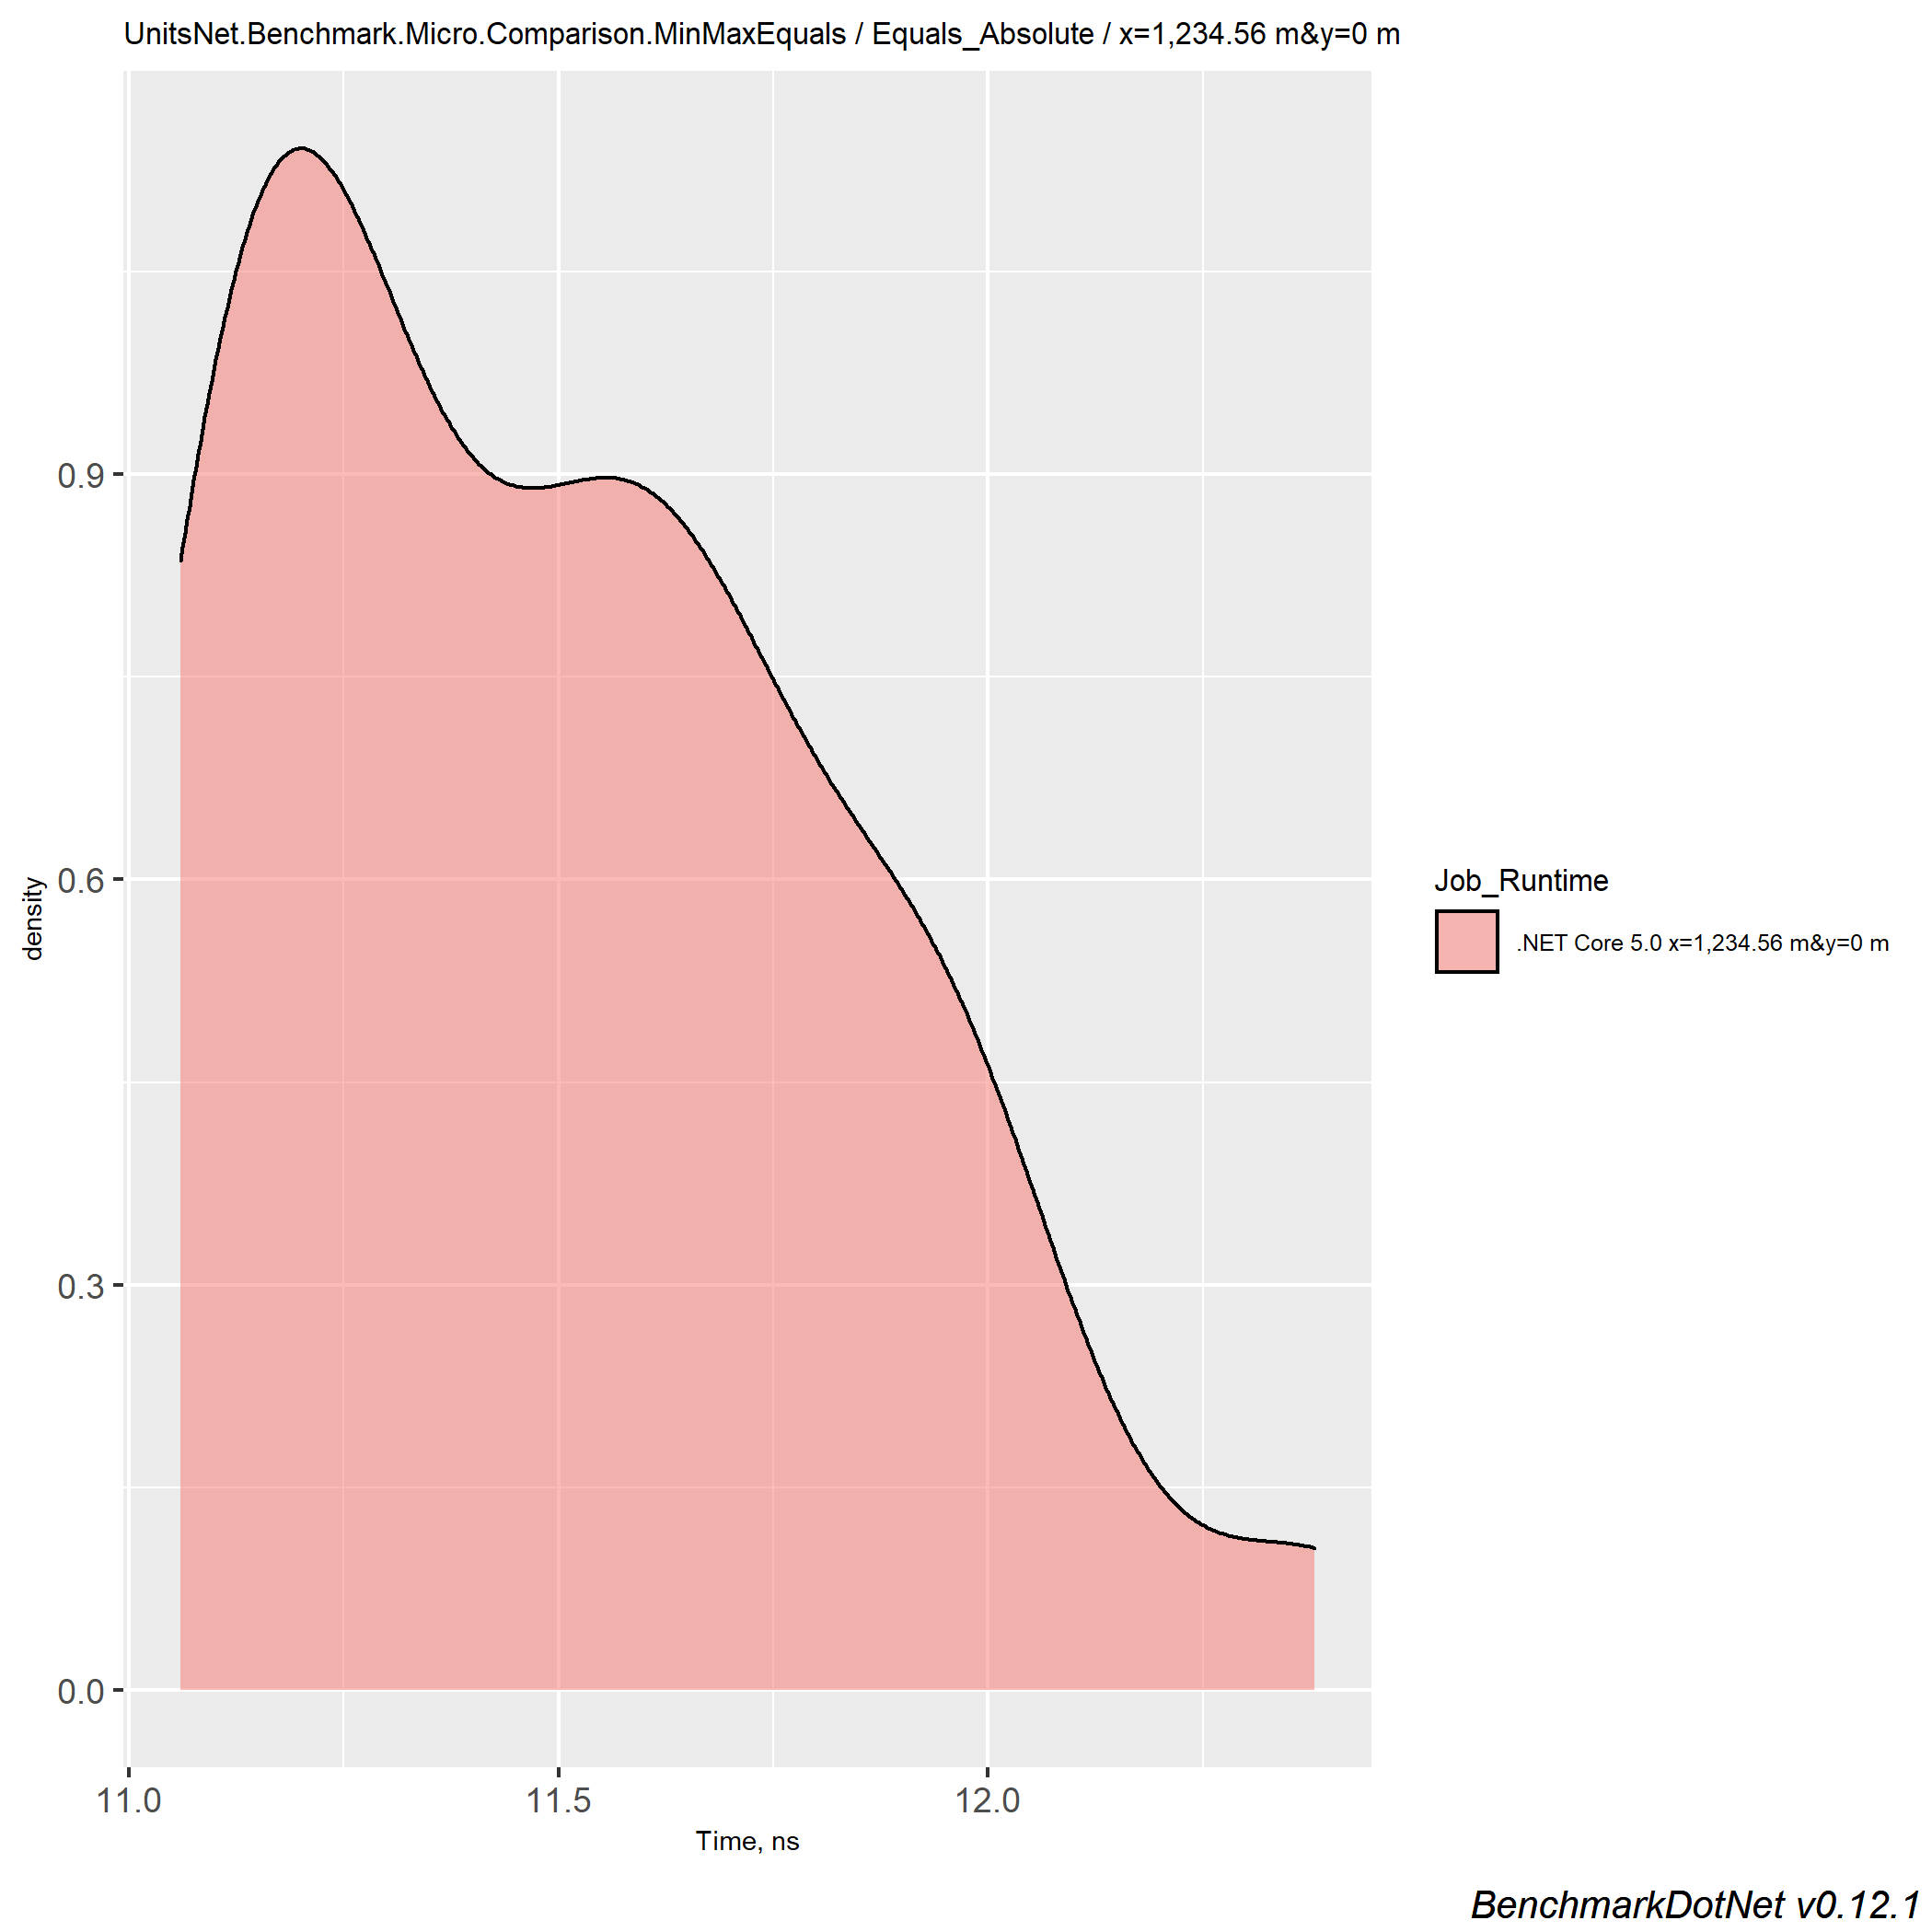 UnitsNet.Benchmark.Micro.Comparison.MinMaxEquals / Equals_Absolute / x=1,234.56 m&y=0 m
density
0.9
0.6
0.3
0.0
11.0 11.5 12.0
Time, ns
Job_Runtime
.NET Core 5.0 x=1,234.56 m&y=0 m
BenchmarkDotNet v0.12.1